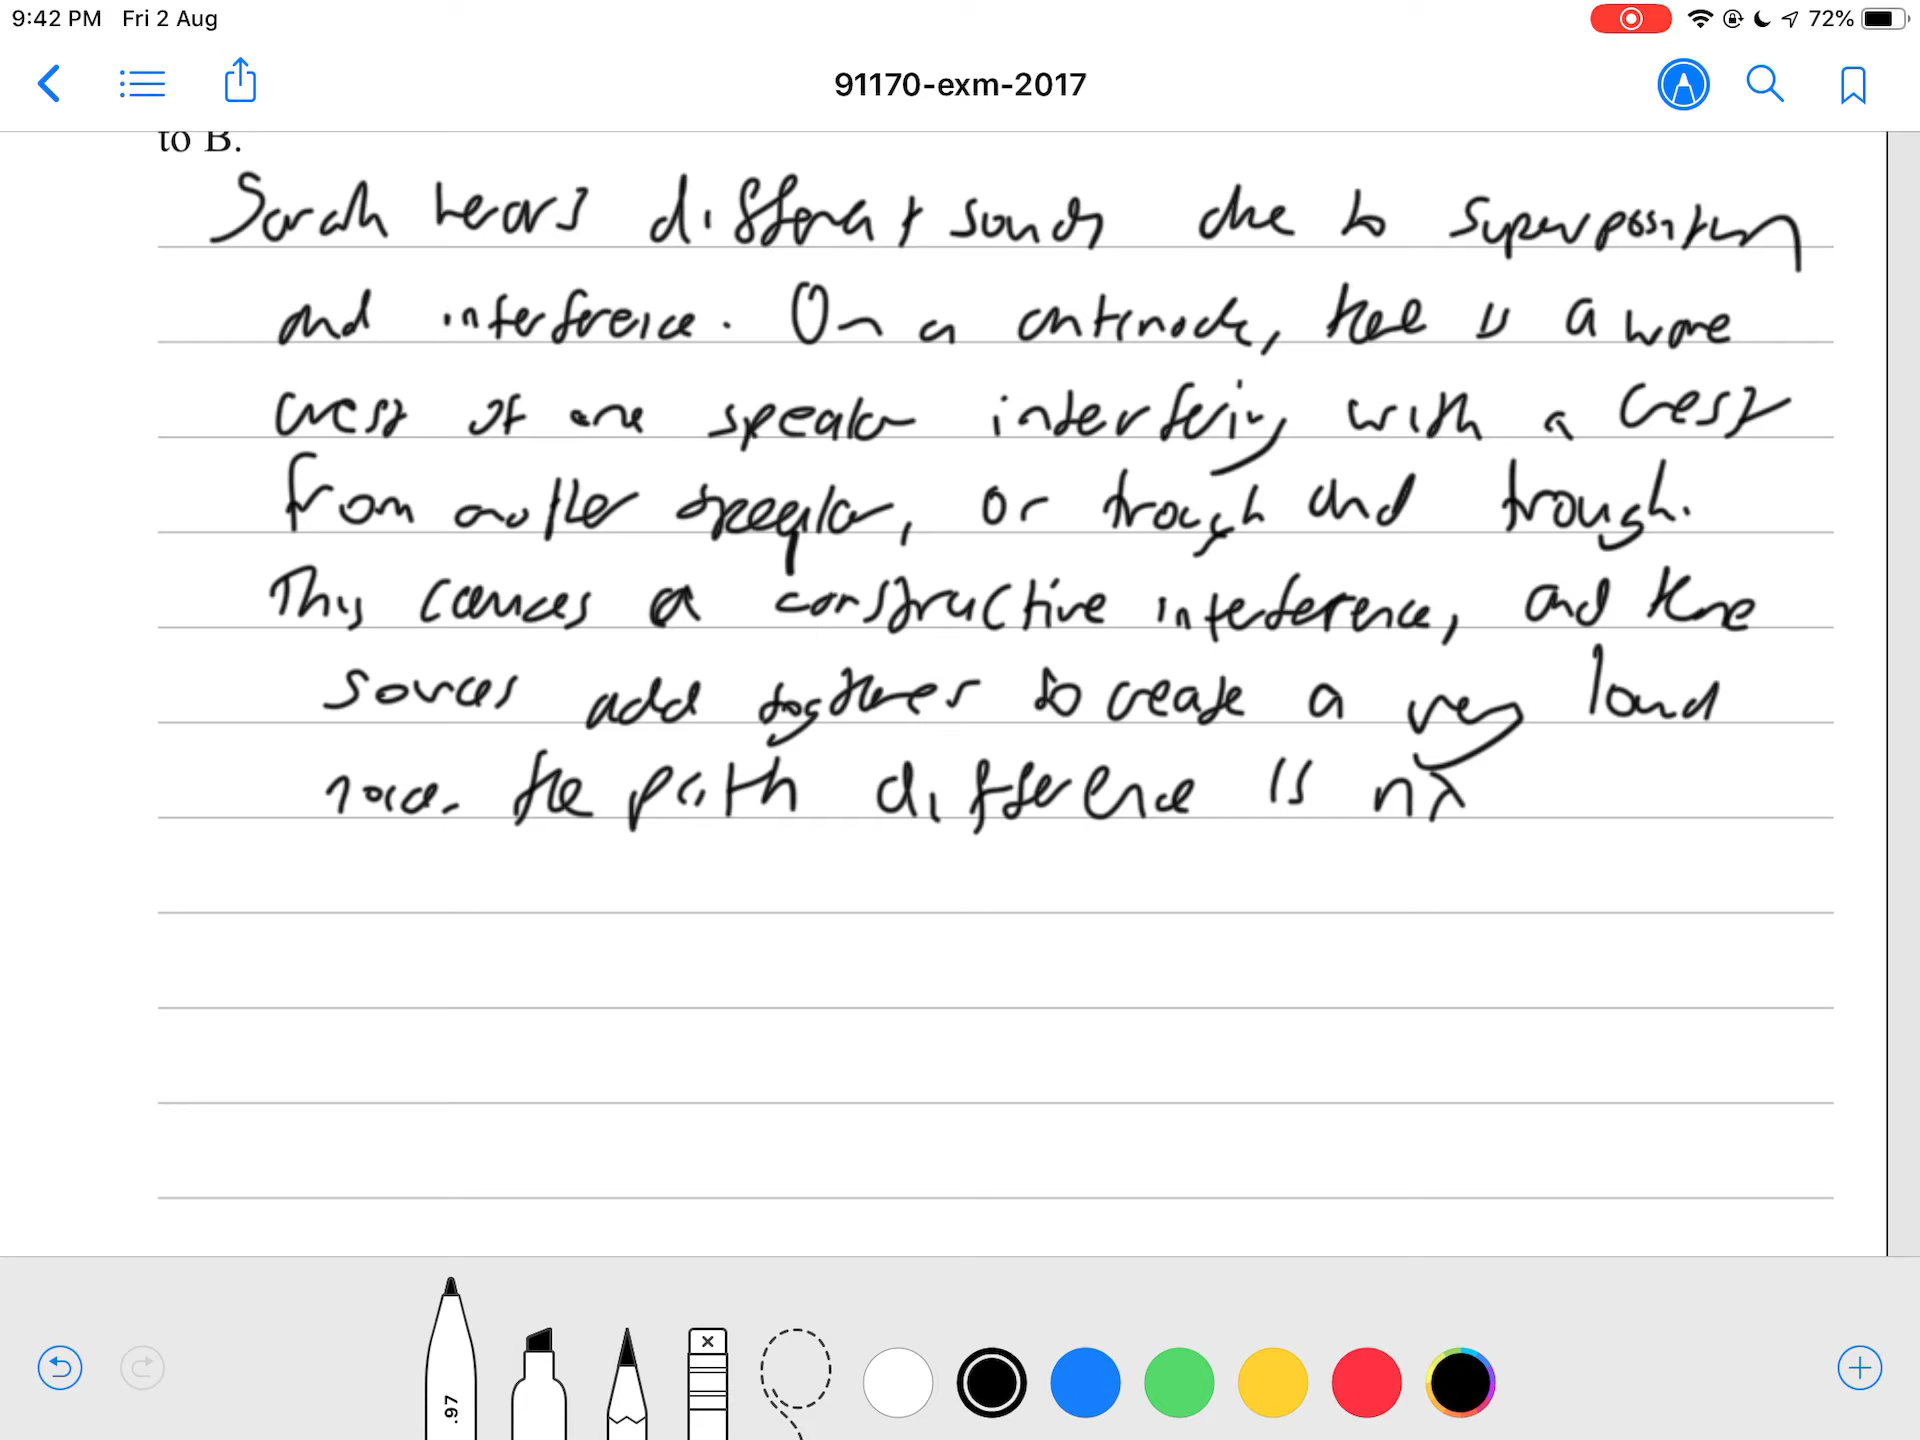 9:42 PM Fri 2 Aug 72%
91170-exm-2017
to B.
Sarah hears different sounds due to superposition
and interference. On a antinode, there is a wave
crest of one speaker interfering with a crest
from another speaker, or trough and trough.
This causes a constructive interference, and the
sources add together to create a very loud
noise. The path difference is nλ
.97